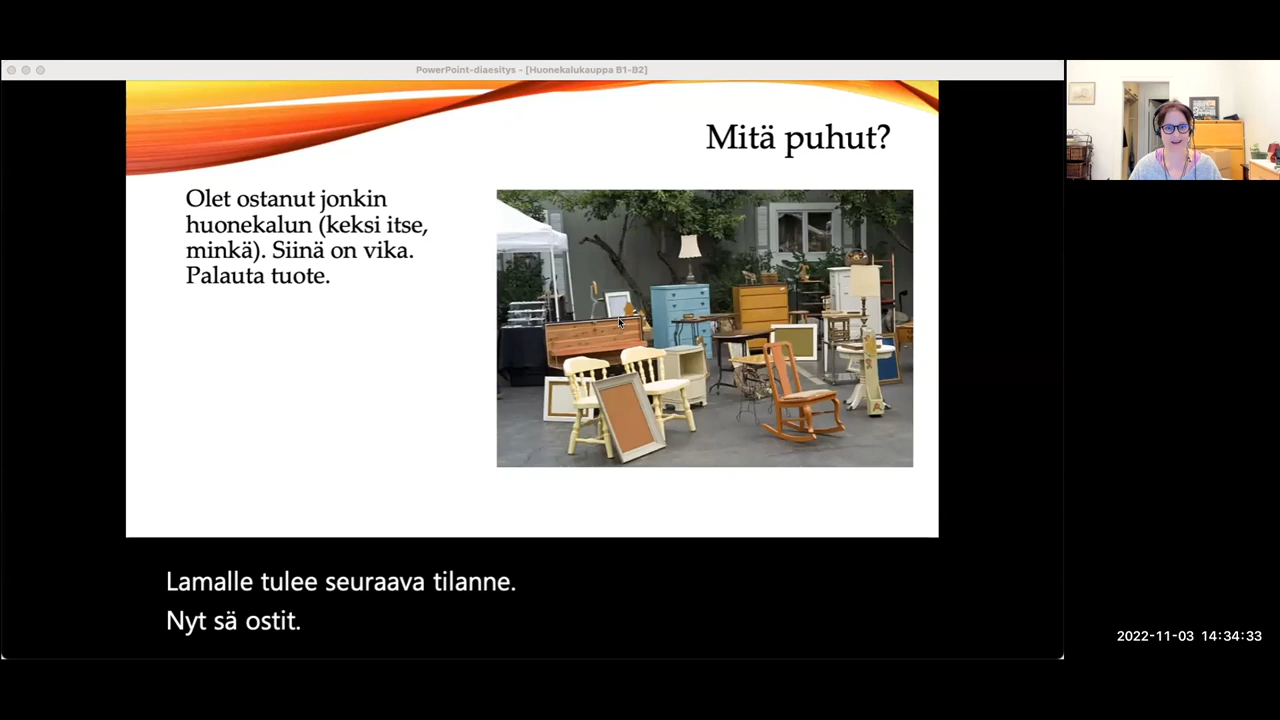 PowerPoint-diaesitys - [Huonekalukauppa B1-B2]
Mitä puhut?
Olet ostanut jonkin
huonekalun (keksi itse,
minkä). Siinä on vika.
Palauta tuote.
Lamalle tulee seuraava tilanne.
Nyt sä ostit.
2022-11-03 14:34:33